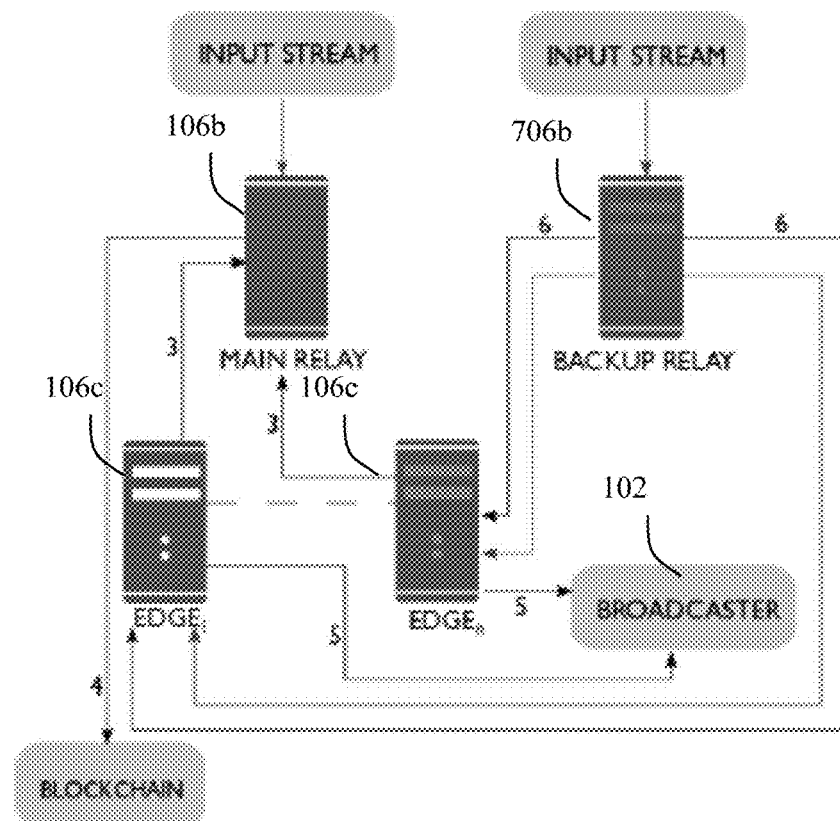 INPUT STREAM
INPUT STREAM
106b
706b
6
6
3
MAIN RELAY
BACKUP RELAY
106c
106c
3
102
BROADCASTER
EDGE
EDGEn
5
5
4
BLOCKCHAIN